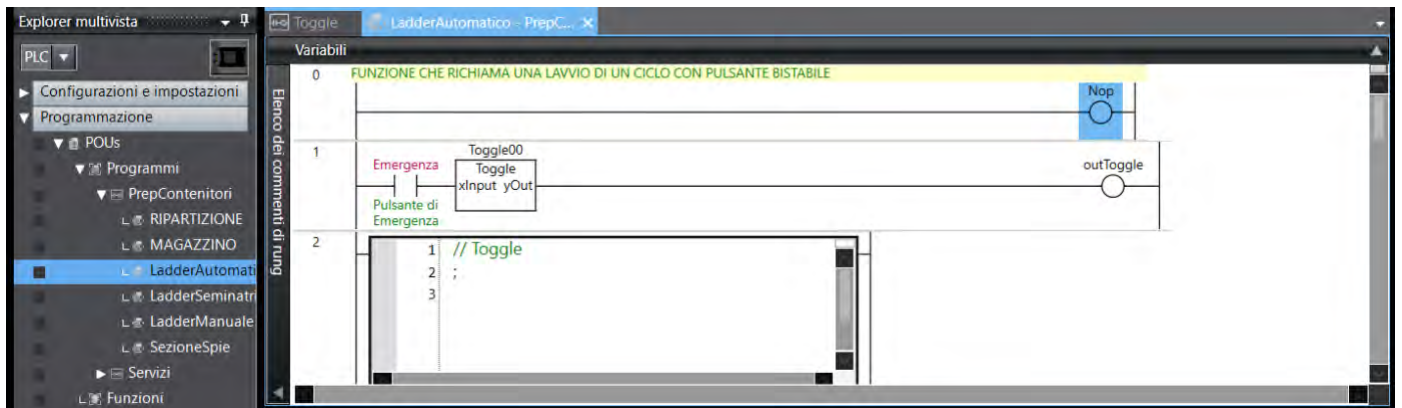 Explorer multivista
PLC
Configurazioni e impostazioni
Programmazione
POUs
Programmi
PrepContenitori
RIPARTIZIONE
MAGAZZINO
LadderAutomati
LadderSeminatri
LadderManuale
SezioneSpie
Servizi
Funzioni
Toggle
LadderAutomatico - PrepC...
Variabili
Elenco dei commenti di rung
0
FUNZIONE CHE RICHIAMA UNA LAVVIO DI UN CICLO CON PULSANTE BISTABILE
Nop
1
Toggle00
Emergenza
Toggle
outToggle
xInput yOut
Pulsante di
Emergenza
2
1 // Toggle
2 ;
3